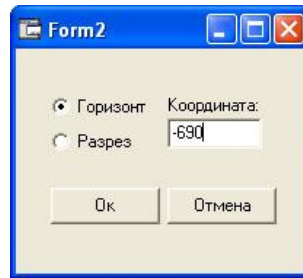 Form2
Горизонт
Координата:
Разрез
-690
Ок
Отмена